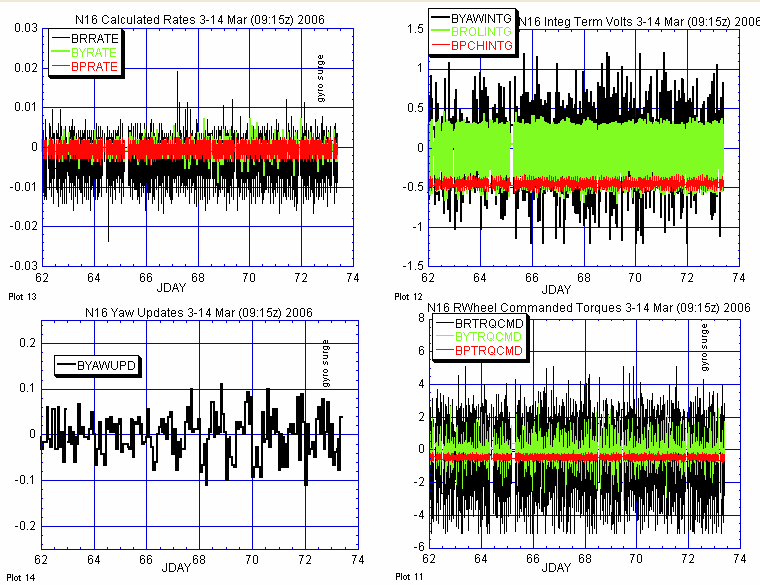 N16 Calculated Rates 3-14 Mar (09:15z) 2006
BRRATE
BYRATE
BPRATE
gyro surge
0.03
0.02
0.01
0
-0.01
-0.02
-0.03
62 64 66 68 70 72 74
JDAY
Plot 13
N16 Integ Term Volts 3-14 Mar (09:15z) 2006
BYAWINTG
BROLINTG
BPCHINTG
1.5
1
0.5
0
-0.5
-1
-1.5
62 64 66 68 70 72 74
JDAY
Plot 12
N16 Yaw Updates 3-14 Mar (09:15z) 2006
BYAWUPD
gyro surge
0.2
0.1
0
-0.1
-0.2
62 64 66 68 70 72 74
JDAY
Plot 14
N16 RWheel Commanded Torques 3-14 Mar (09:15z) 2006
BRTRQCMD
BYTRQCMD
BPTRQCMD
gyro surge
8
6
4
2
0
-2
-4
-6
62 64 66 68 70 72 74
JDAY
Plot 11